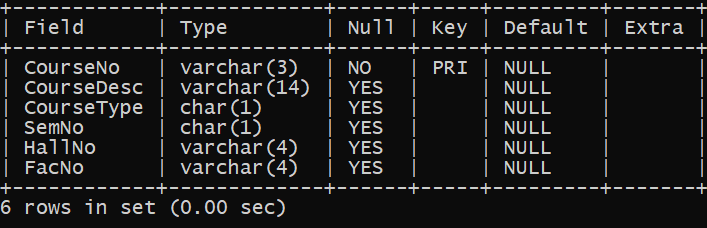 +------------+-------------+------+-----+---------+-------+
| Field      | Type        | Null | Key | Default | Extra |
+------------+-------------+------+-----+---------+-------+
| CourseNo   | varchar(3)  | NO   | PRI | NULL    |       |
| CourseDesc | varchar(14) | YES  |     | NULL    |       |
| CourseType | char(1)     | YES  |     | NULL    |       |
| SemNo      | char(1)     | YES  |     | NULL    |       |
| HallNo     | varchar(4)  | YES  |     | NULL    |       |
| FacNo      | varchar(4)  | YES  |     | NULL    |       |
+------------+-------------+------+-----+---------+-------+
6 rows in set (0.00 sec)